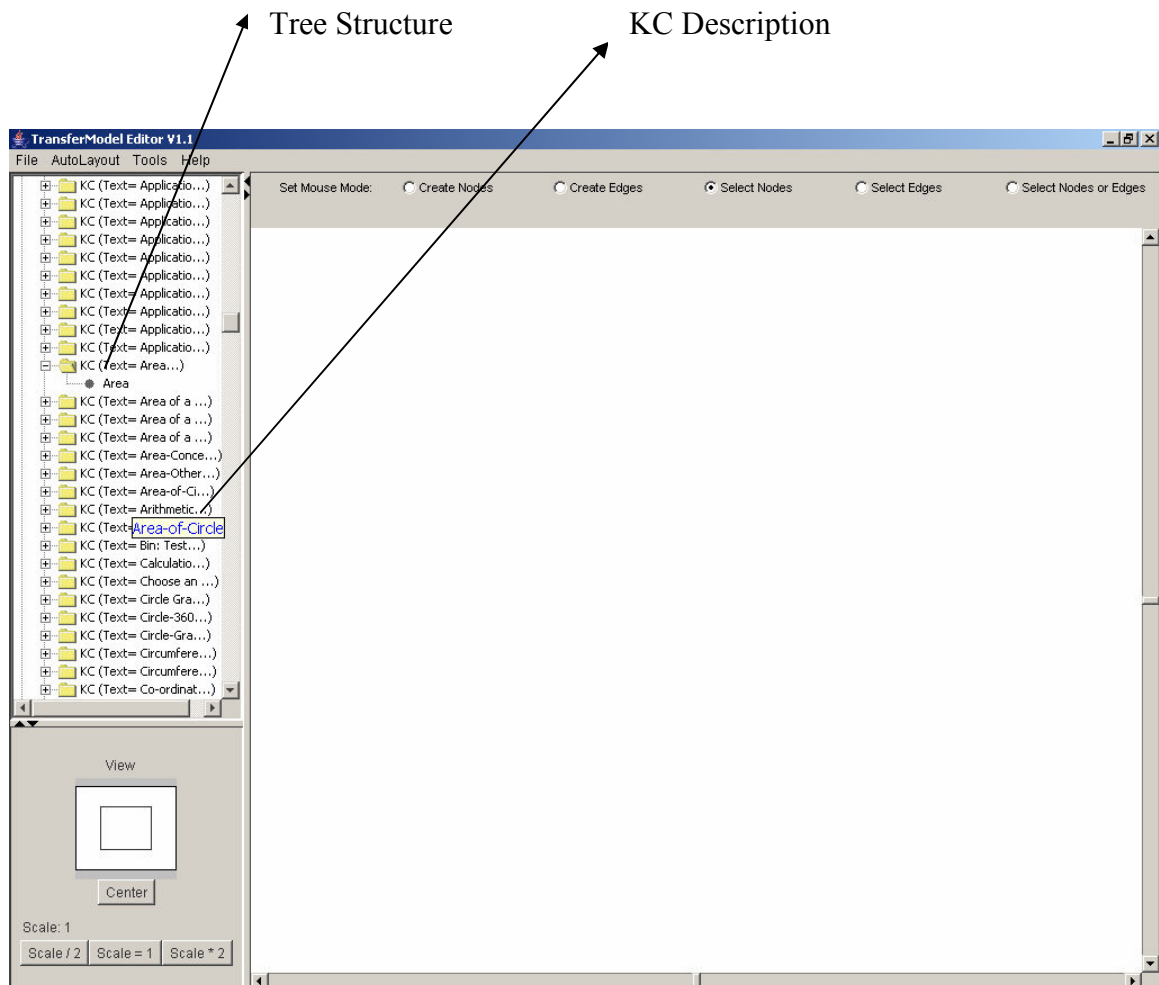 Tree Structure KC Description
TransferModel Editor V1.1
File AutoLayout Tools Help
Set Mouse Mode: Create Nodes Create Edges Select Nodes Select Edges Select Nodes or Edges
KC (Text= Applicatio...)
KC (Text= Applicatio...)
KC (Text= Applicatio...)
KC (Text= Applicatio...)
KC (Text= Applicatio...)
KC (Text= Applicatio...)
KC (Text= Applicatio...)
KC (Text= Applicatio...)
KC (Text= Applicatio...)
KC (Text= Applicatio...)
KC (Text= Area...)
Area
KC (Text= Area of a ...)
KC (Text= Area of a ...)
KC (Text= Area of a ...)
KC (Text= Area-Conce...)
KC (Text= Area-Other...)
KC (Text= Area-of-Ci...)
KC (Text= Arithmetic...)
KC (Text= Area-of-Circle
KC (Text= Bin: Test...)
KC (Text= Calculatio...)
KC (Text= Choose an ...)
KC (Text= Circle Gra...)
KC (Text= Circle-360...)
KC (Text= Circle-Gra...)
KC (Text= Circumfere...)
KC (Text= Circumfere...)
KC (Text= Co-ordinat...)
View
Center
Scale: 1
Scale / 2 Scale = 1 Scale * 2